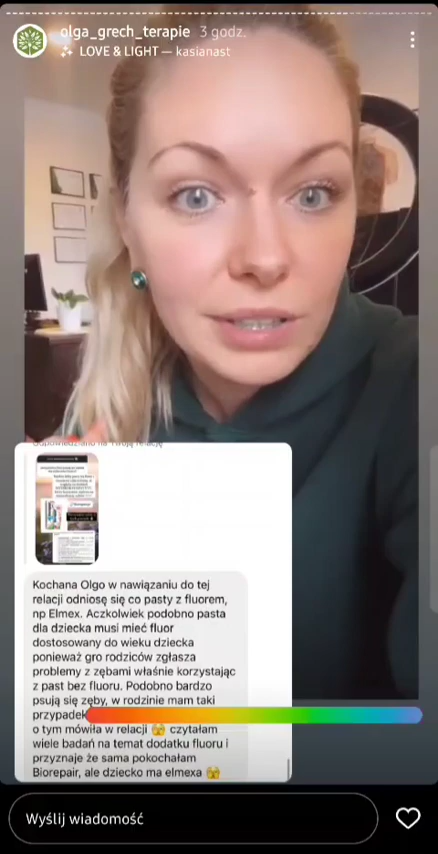 olga_grech_terapie 3 godz.
LOVE & LIGHT — kasianast
Kochana Olgo w nawiązaniu do tej
relacji odniosę się co pasty z fluorem,
np Elmex. Aczkolwiek podobno pasta
dla dziecka musi mieć fluor
dostosowany do wieku dziecka
ponieważ gro rodziców zgłasza
problemy z zębami właśnie korzystając
z past bez fluoru. Podobno bardzo
psują się zęby, w rodzinie mam taki
przypadek
o tym mówiła w relacji 🫣 czytałam
wiele badań na temat dodatku fluoru i
przyznaje że sama pokochałam
Biorepair, ale dziecko ma elmexa 🫣
Wyślij wiadomość